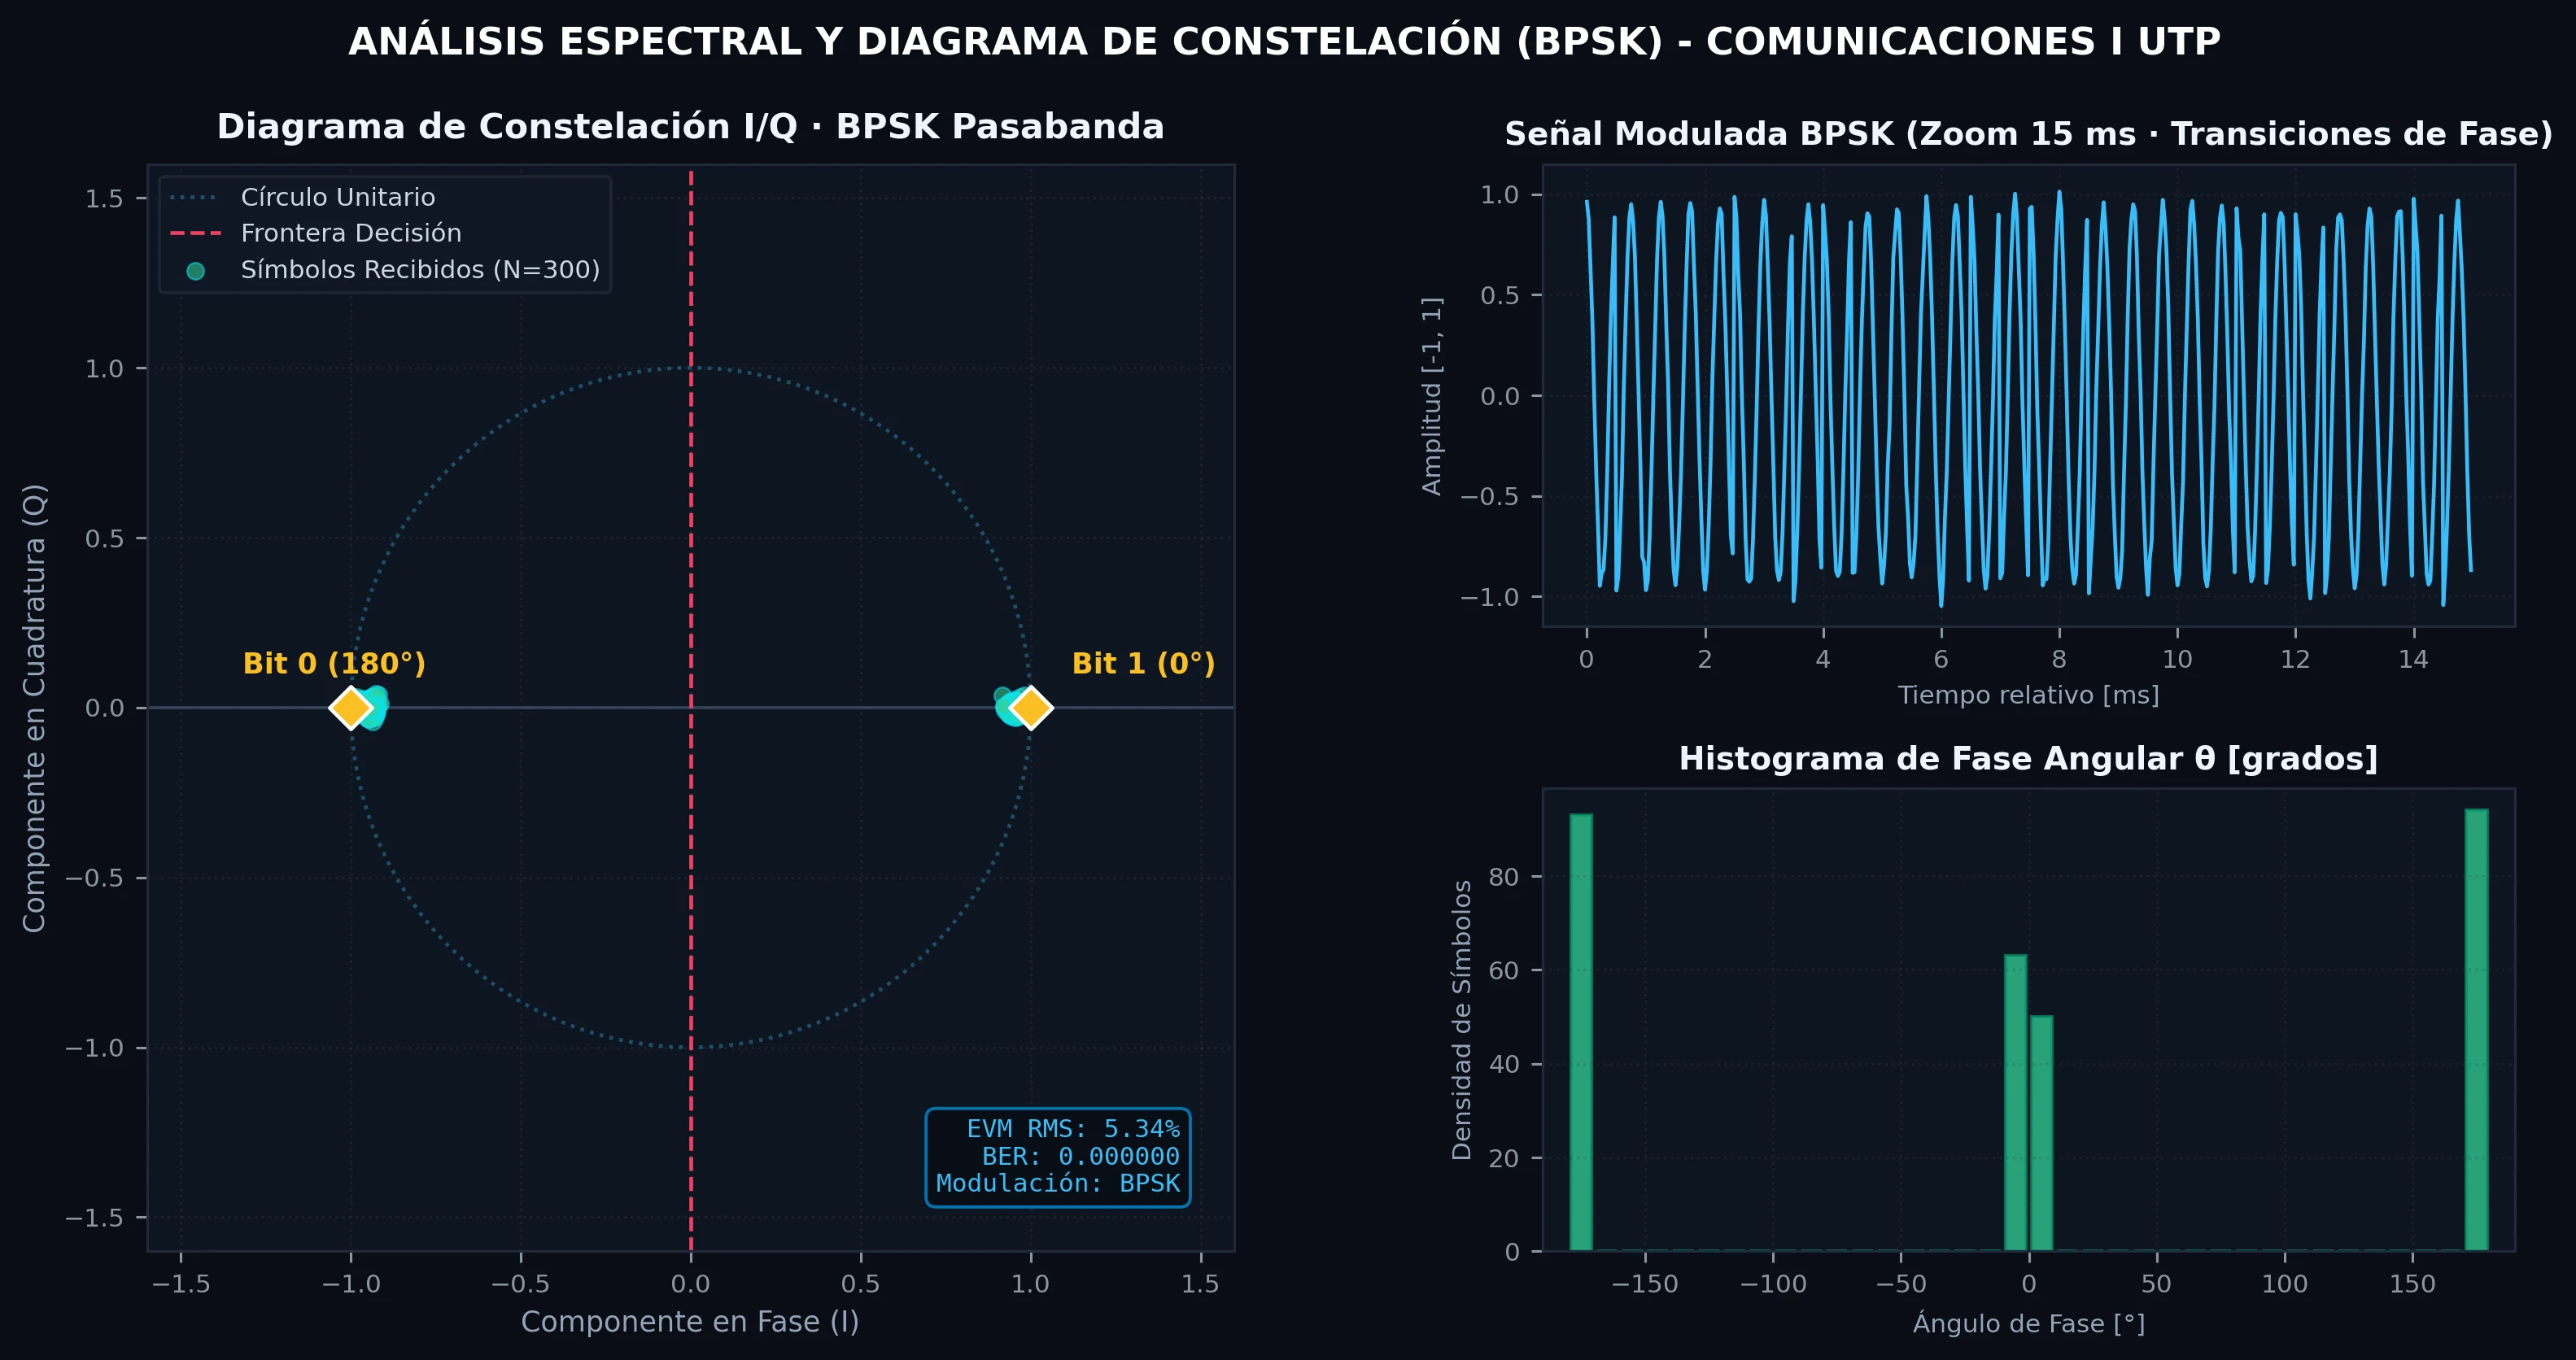 ANÁLISIS ESPECTRAL Y DIAGRAMA DE CONSTELACIÓN (BPSK) - COMUNICACIONES I UTP
Diagrama de Constelación I/Q · BPSK Pasabanda
Círculo Unitario
Frontera Decisión
Símbolos Recibidos (N=300)
1.5
1.0
0.5
0.0
−0.5
−1.0
−1.5
Componente en Cuadratura (Q)
Bit 0 (180°)
Bit 1 (0°)
EVM RMS: 5.34%
BER: 0.000000
Modulación: BPSK
−1.5 −1.0 −0.5 0.0 0.5 1.0 1.5
Componente en Fase (I)
Señal Modulada BPSK (Zoom 15 ms · Transiciones de Fase)
1.0
0.5
0.0
−0.5
−1.0
Amplitud [-1, 1]
0 2 4 6 8 10 12 14
Tiempo relativo [ms]
Histograma de Fase Angular θ [grados]
80
60
40
20
0
Densidad de Símbolos
−150 −100 −50 0 50 100 150
Ángulo de Fase [°]